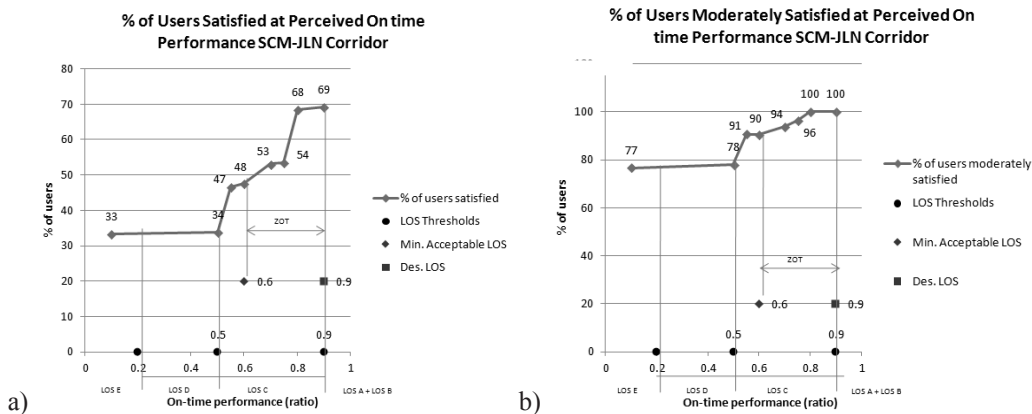 % of Users Satisfied at Perceived On time
Performance SCM-JLN Corridor
80
70
60
50
40
30
20
10
0
% of users
33
34
47
48
53
54
68
69
ZOT
0.6
0.9
0.5
0.9
0
0.2
0.4
0.6
0.8
1
LOS E
LOS D
LOS C
LOS A + LOS B
On-time performance (ratio)
% of users satisfied
LOS Thresholds
Min. Acceptable LOS
Des. LOS
a)
% of Users Moderately Satisfied at Perceived On
time Performance SCM-JLN Corridor
100
80
60
40
20
0
% of users
77
78
91
90
94
96
100
100
ZOT
0.6
0.9
0.5
0.9
0
0.2
0.4
0.6
0.8
1
LOS E
LOS D
LOS C
LOS A + LOS B
On-time performance (ratio)
% of users moderately
satisfied
LOS Thresholds
Min. Acceptable LOS
Des. LOS
b)